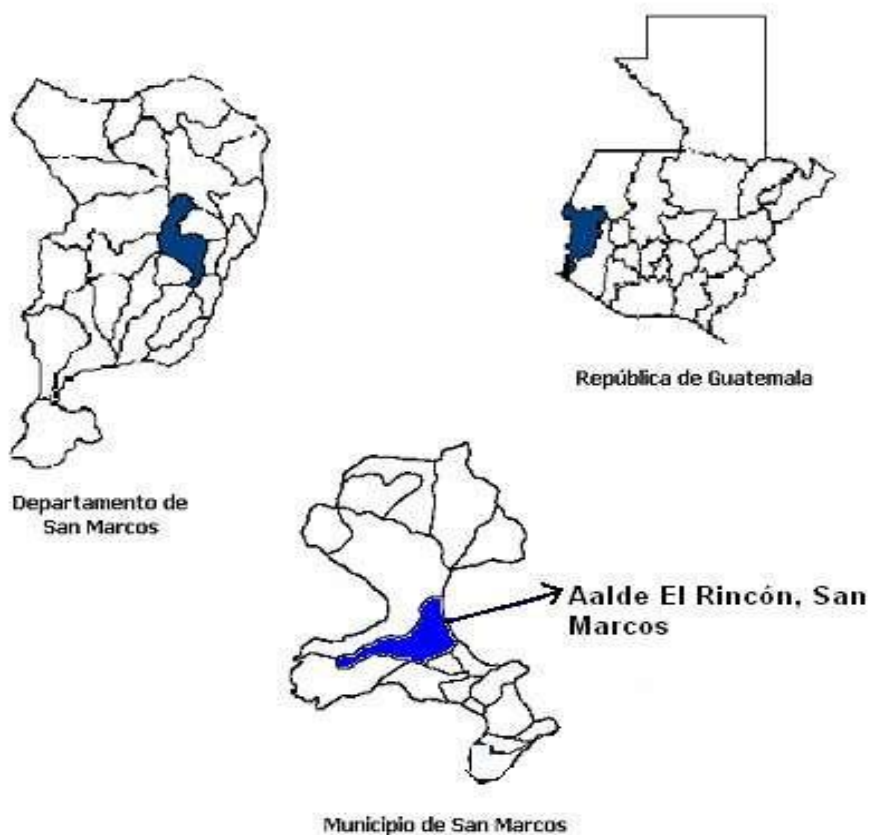 República de Guatemala
Departamento de
San Marcos
Aalde El Rincón, San
Marcos
Municipio de San Marcos